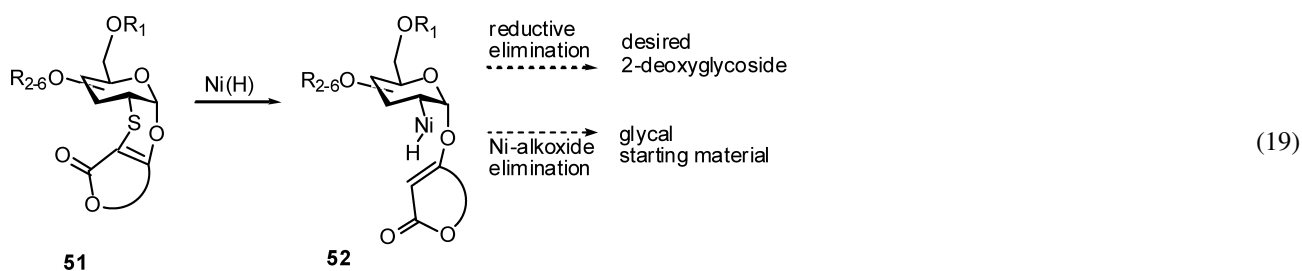 OR1
R2-6O
O
S
O
O
O
51
Ni(H)
OR1
R2-6O
O
Ni
H
O
O
O
52
reductive
elimination
desired
2-deoxyglycoside
Ni-alkoxide
elimination
glycal
starting material
(19)